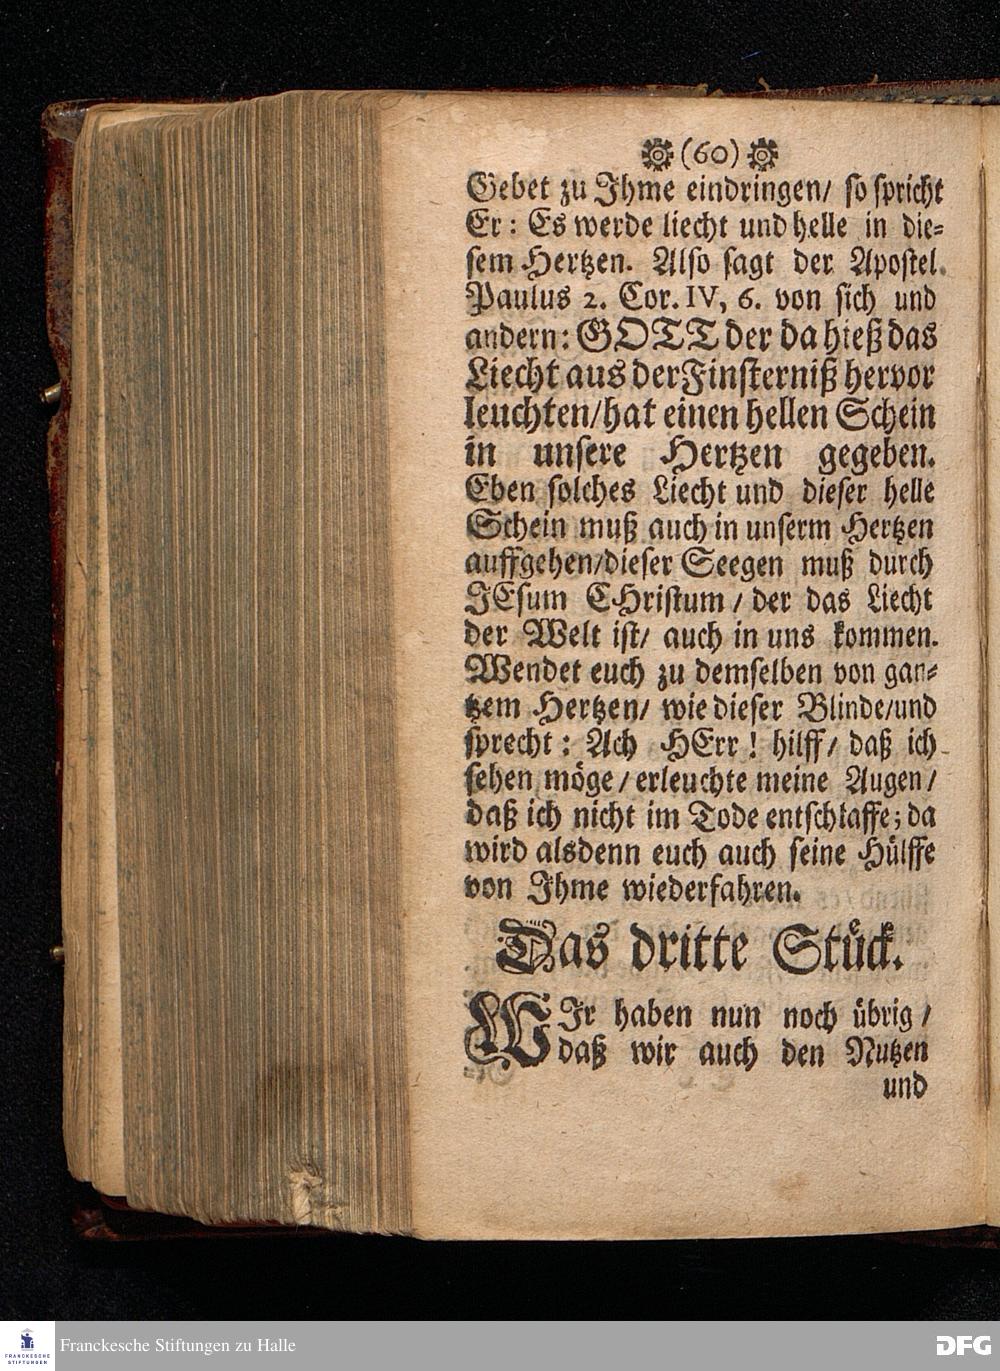 (60)
Gebet zu Ihme eindringen/ so spricht
Er: Es werde liecht und helle in die-
sem Hertzen. Also sagt der Apostel
Paulus 2. Cor. IV, 6. von sich und
andern: GOTT der da hieß das
Liecht aus der Finsterniß hervor
leuchten/hat einen hellen Schein
in unsere Hertzen gegeben.
Eben solches Liecht und dieser helle
Schein muß auch in unserm Hertzen
auffgehen/dieser Seegen muß durch
JEsum CHristum / der das Liecht
der Welt ist/ auch in uns kommen.
Wendet euch zu demselben von gan-
tzem Hertzen/ wie dieser Blinde/und
sprecht: Ach HErr! hilff/ daß ich
sehen möge / erleuchte meine Augen /
daß ich nicht im Tode entschlaffe; da
wird alsdenn euch auch seine Hülffe
von Ihme wiederfahren.
Das dritte Stück.
WIr haben nun noch übrig /
daß wir auch den Nutzen
und
FRANCKESCHE
STIFTUNGEN
Franckesche Stiftungen zu Halle
DFG